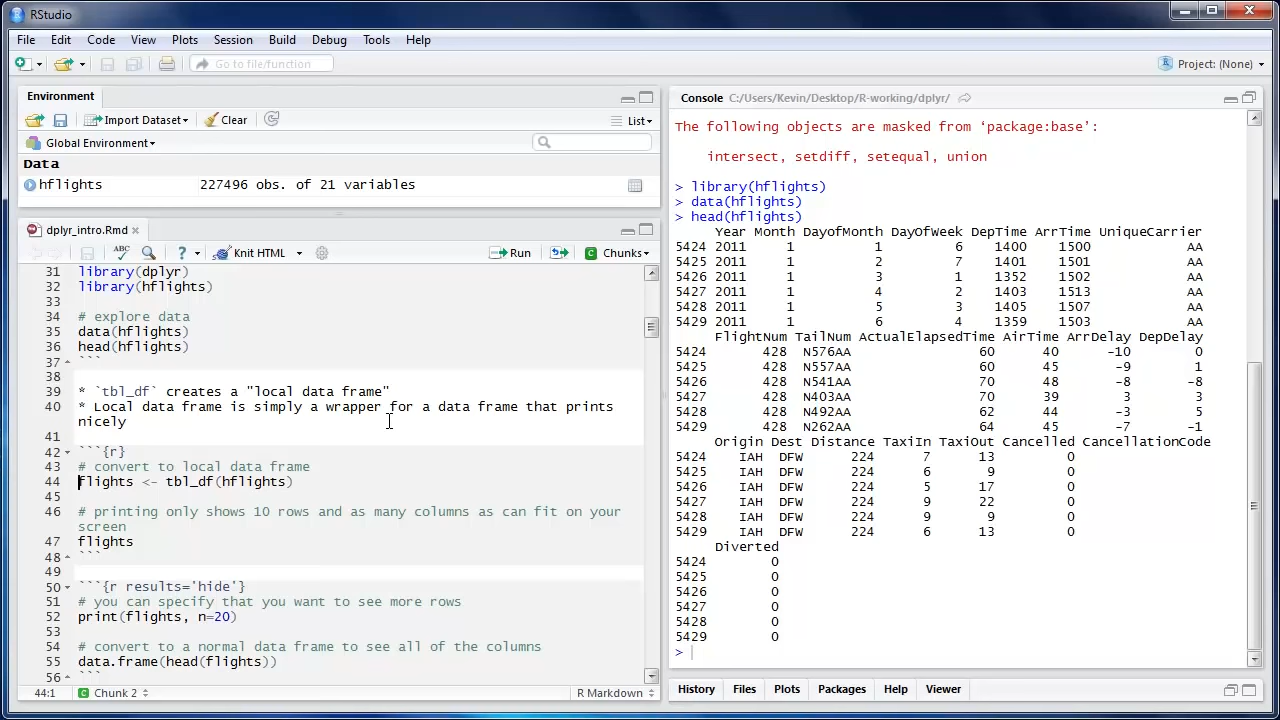 RStudio
File Edit Code View Plots Session Build Debug Tools Help
Go to file/function
Project: (None)
Environment
Import Dataset
Clear
List
Global Environment
Data
hflights 227496 obs. of 21 variables
dplyr_intro.Rmd
ABC
?
Knit HTML
Run
Chunks
31 library(dplyr)
32 library(hflights)
33
34 # explore data
35 data(hflights)
36 head(hflights)
37 ```
38
39 * `tbl_df` creates a "local data frame"
40 * Local data frame is simply a wrapper for a data frame that prints
nicely
41
42 ```{r}
43 # convert to local data frame
44 flights <- tbl_df(hflights)
45
46 # printing only shows 10 rows and as many columns as can fit on your
screen
47 flights
48 ```
49
50 ```{r results='hide'}
51 # you can specify that you want to see more rows
52 print(flights, n=20)
53
54 # convert to a normal data frame to see all of the columns
55 data.frame(head(flights))
56 ```
44:1 Chunk 2 R Markdown
Console C:/Users/Kevin/Desktop/R-working/dplyr/
The following objects are masked from ‘package:base’:
intersect, setdiff, setequal, union
> library(hflights)
> data(hflights)
> head(hflights)
Year Month DayofMonth DayOfWeek DepTime ArrTime UniqueCarrier
5424 2011 1 1 6 1400 1500 AA
5425 2011 1 2 7 1401 1501 AA
5426 2011 1 3 1 1352 1502 AA
5427 2011 1 4 2 1403 1513 AA
5428 2011 1 5 3 1405 1507 AA
5429 2011 1 6 4 1359 1503 AA
FlightNum TailNum ActualElapsedTime AirTime ArrDelay DepDelay
5424 428 N576AA 60 40 -10 0
5425 428 N557AA 60 45 -9 1
5426 428 N541AA 70 48 -8 -8
5427 428 N403AA 70 39 3 3
5428 428 N492AA 62 44 -3 5
5429 428 N262AA 64 45 -7 -1
Origin Dest Distance TaxiIn TaxiOut Cancelled CancellationCode
5424 IAH DFW 224 7 13 0
5425 IAH DFW 224 6 9 0
5426 IAH DFW 224 5 17 0
5427 IAH DFW 224 9 22 0
5428 IAH DFW 224 9 9 0
5429 IAH DFW 224 6 13 0
Diverted
5424 0
5425 0
5426 0
5427 0
5428 0
5429 0
>
History Files Plots Packages Help Viewer